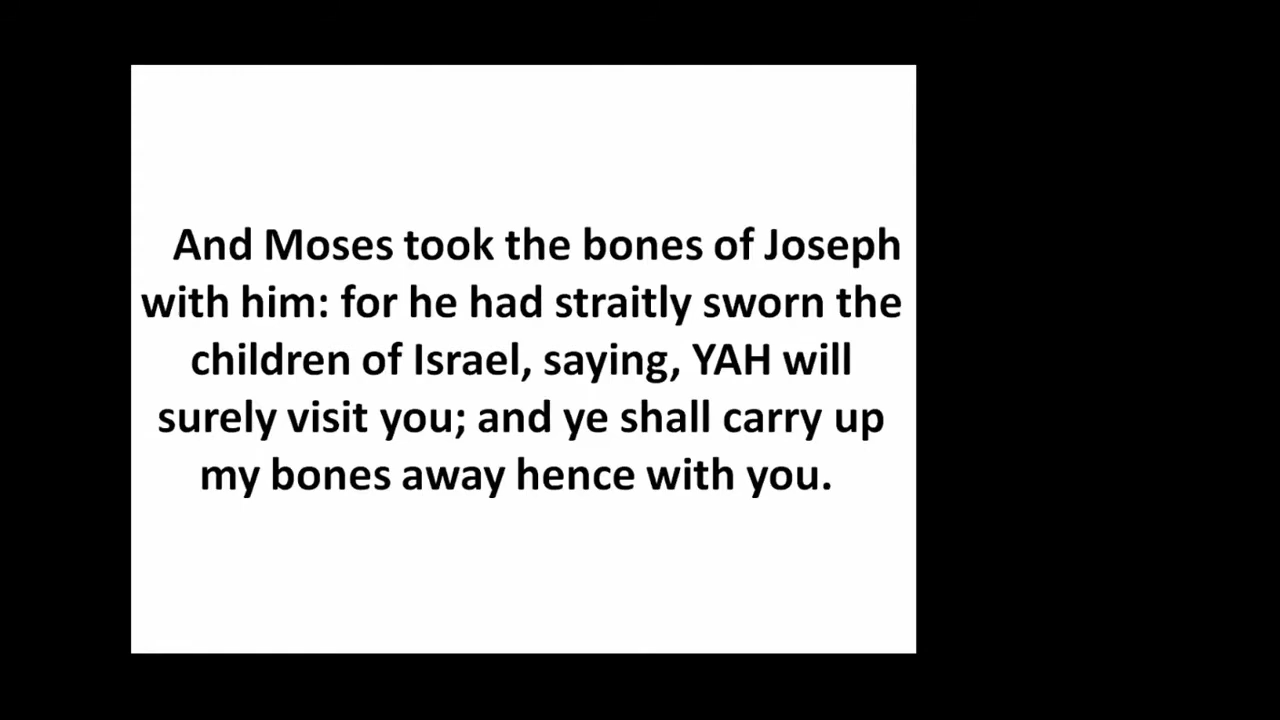 And Moses took the bones of Joseph
with him: for he had straitly sworn the
children of Israel, saying, YAH will
surely visit you; and ye shall carry up
my bones away hence with you.